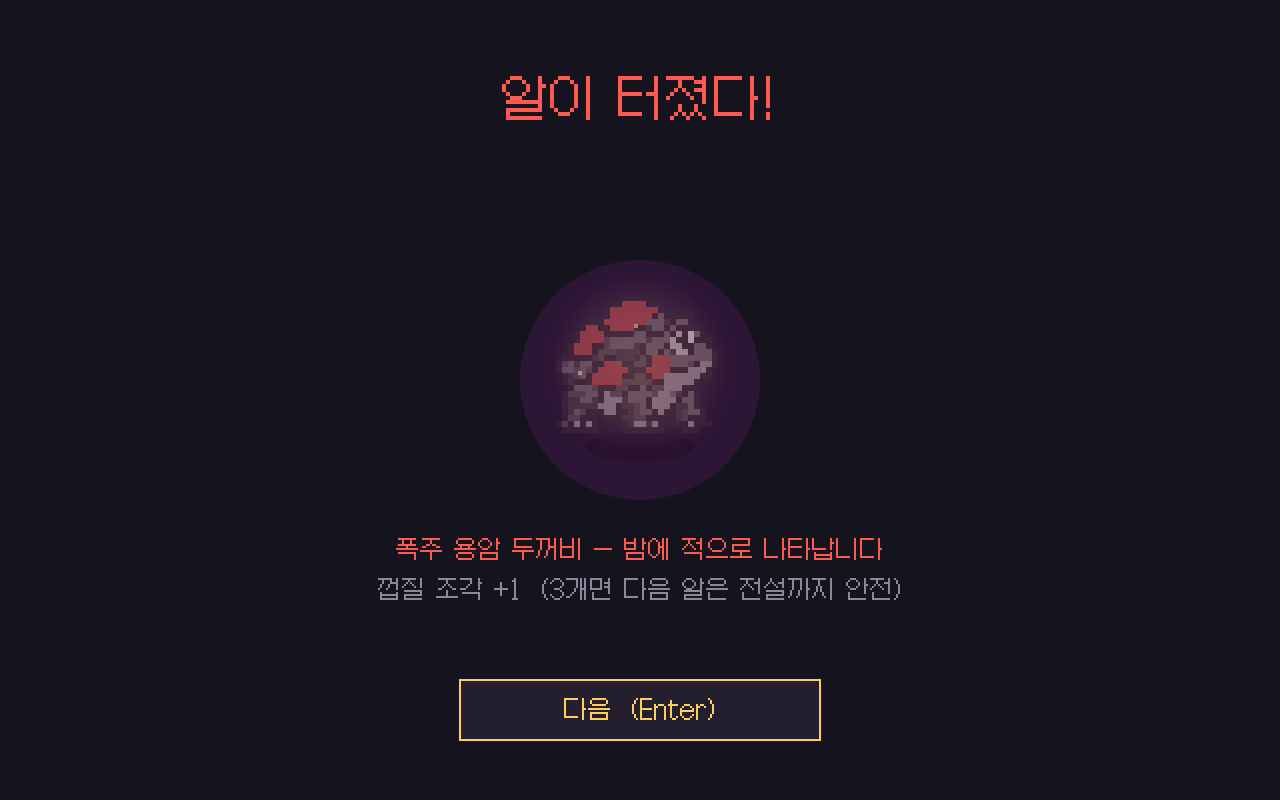 알이 터졌다!
폭주 용암 두꺼비 – 밤에 적으로 나타납니다
껍질 조각 +1 (3개면 다음 알은 전설까지 안전)
다음 (Enter)